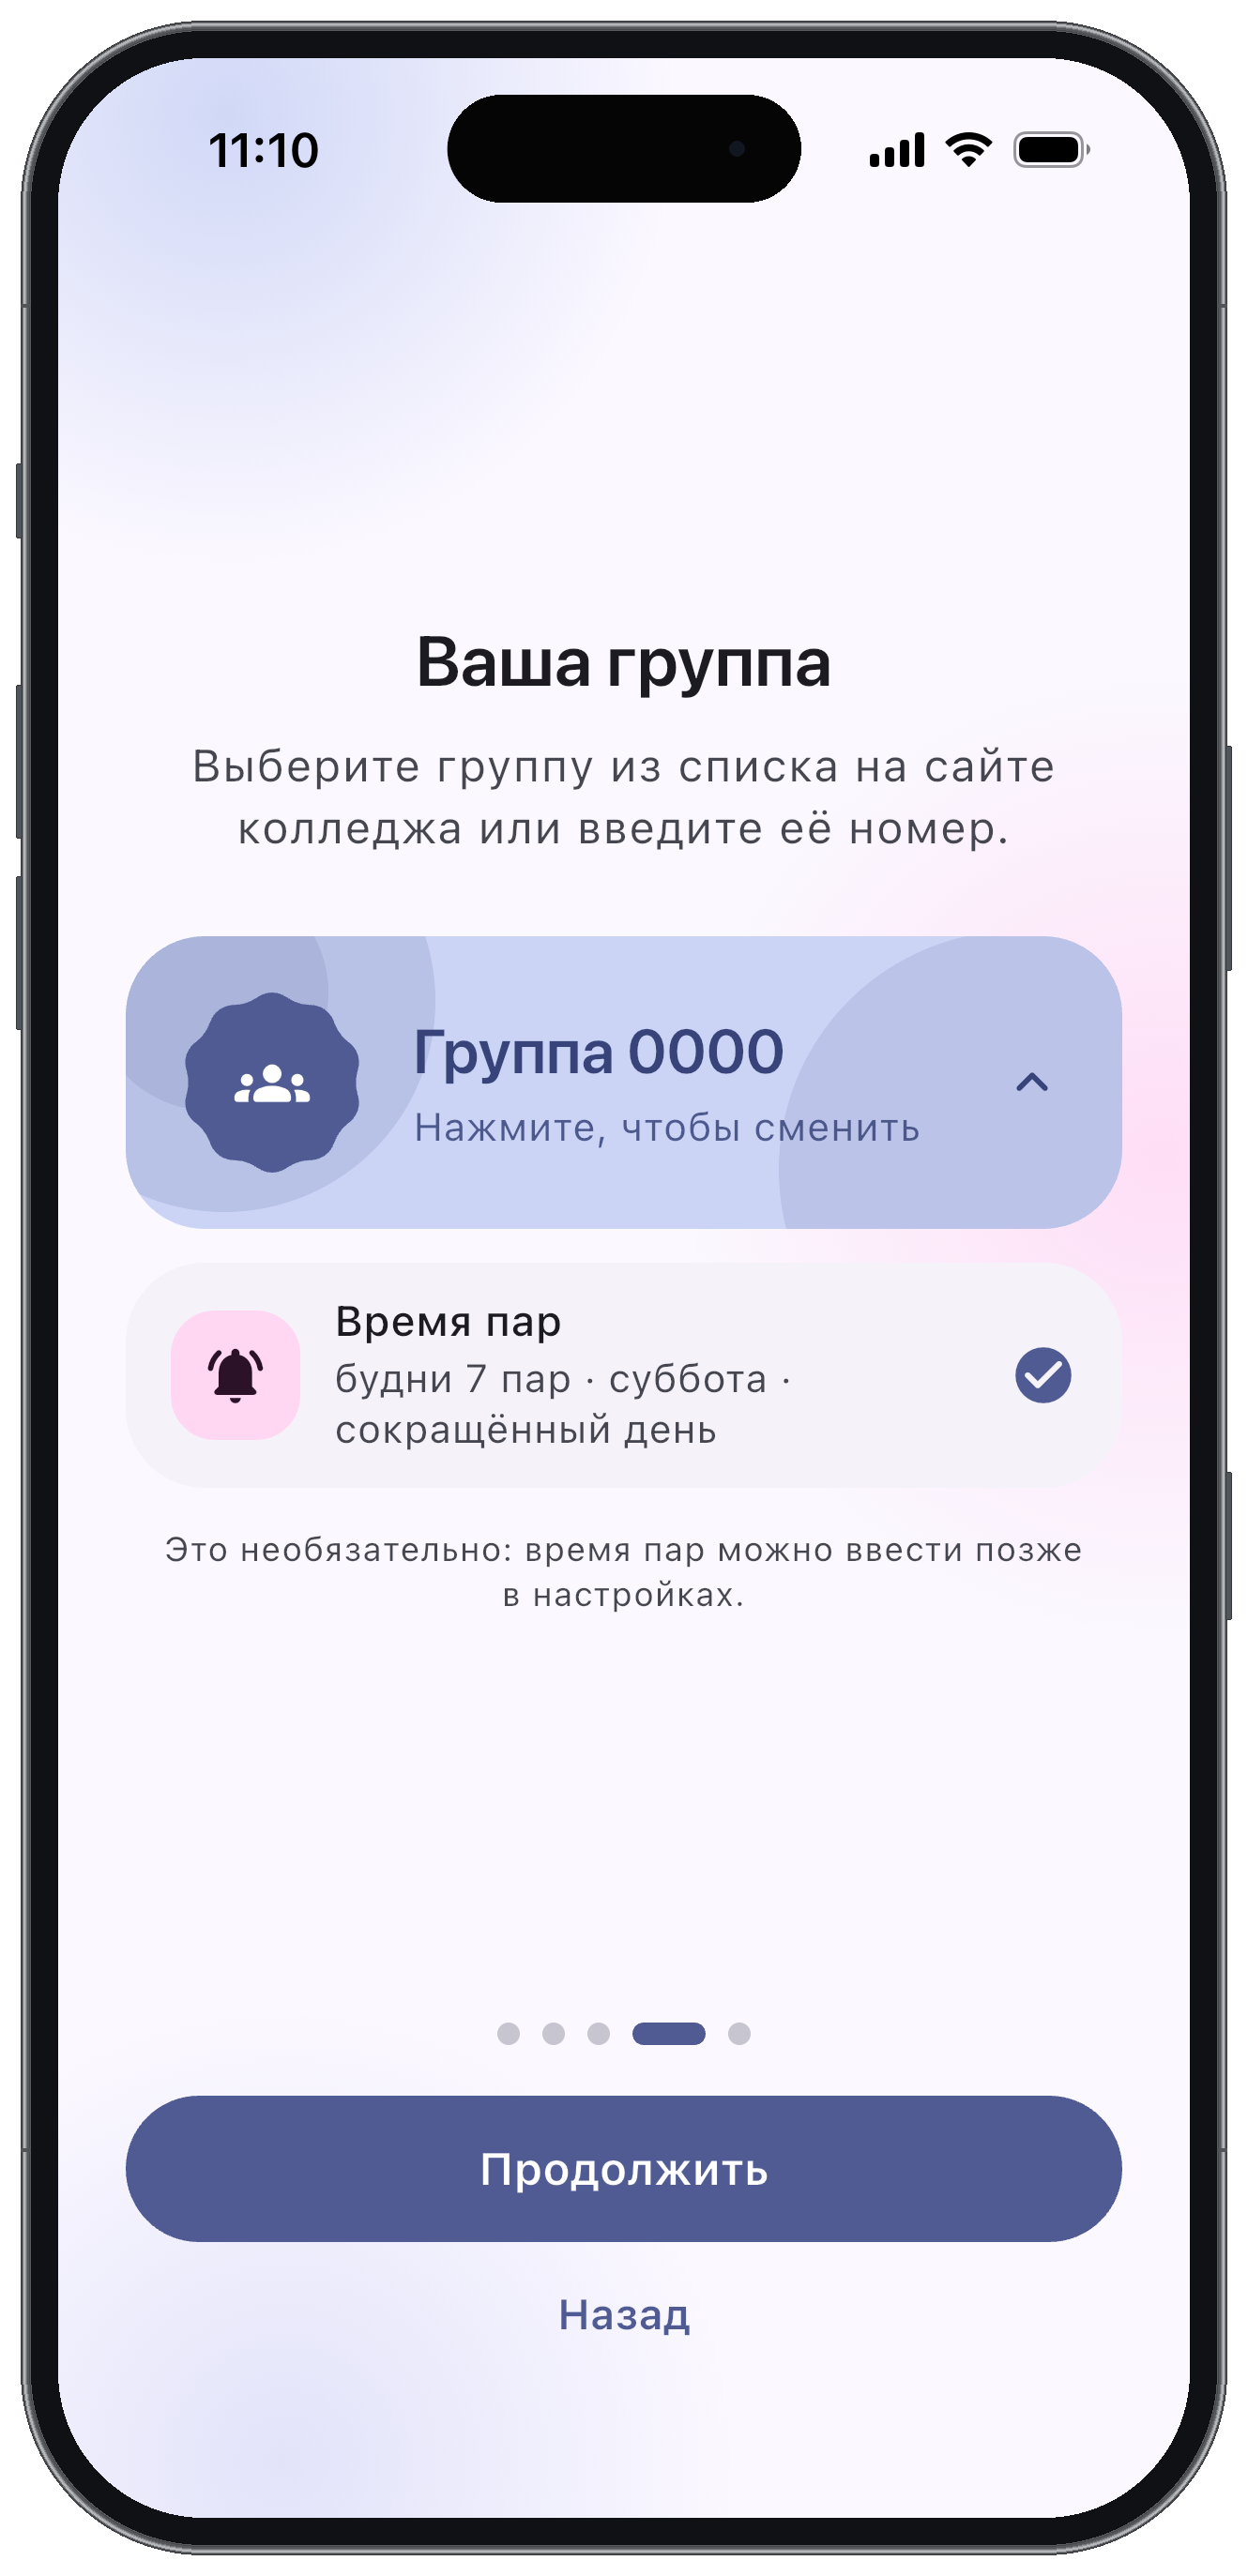 11:10
Ваша группа
Выберите группу из списка на сайте
колледжа или введите её номер.
Группа 0000
Нажмите, чтобы сменить
Время пар
будни 7 пар · суббота ·
сокращённый день
Это необязательно: время пар можно ввести позже
в настройках.
Продолжить
Назад